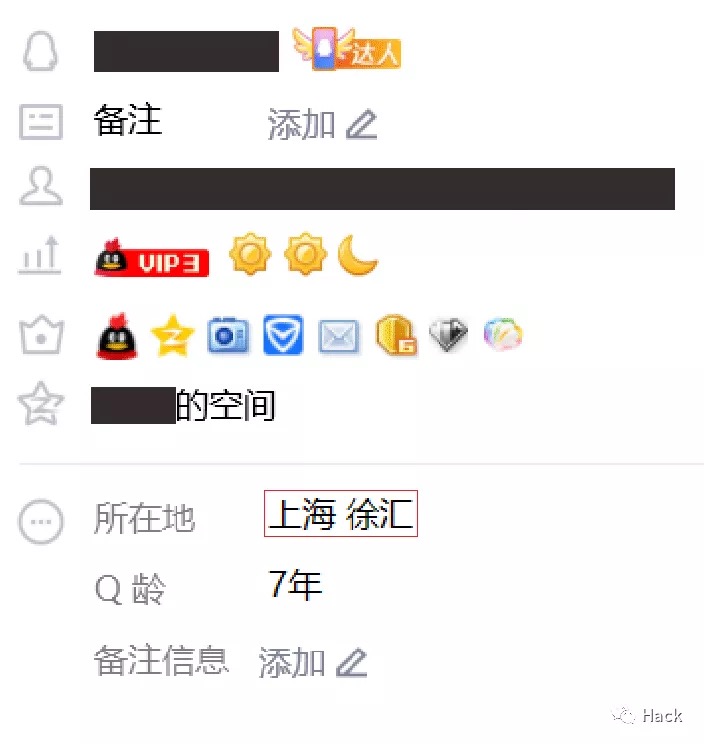 达人
备注 添加
VIP3
6
的空间
所在地 上海 徐汇
Q 龄 7年
备注信息 添加
Hack